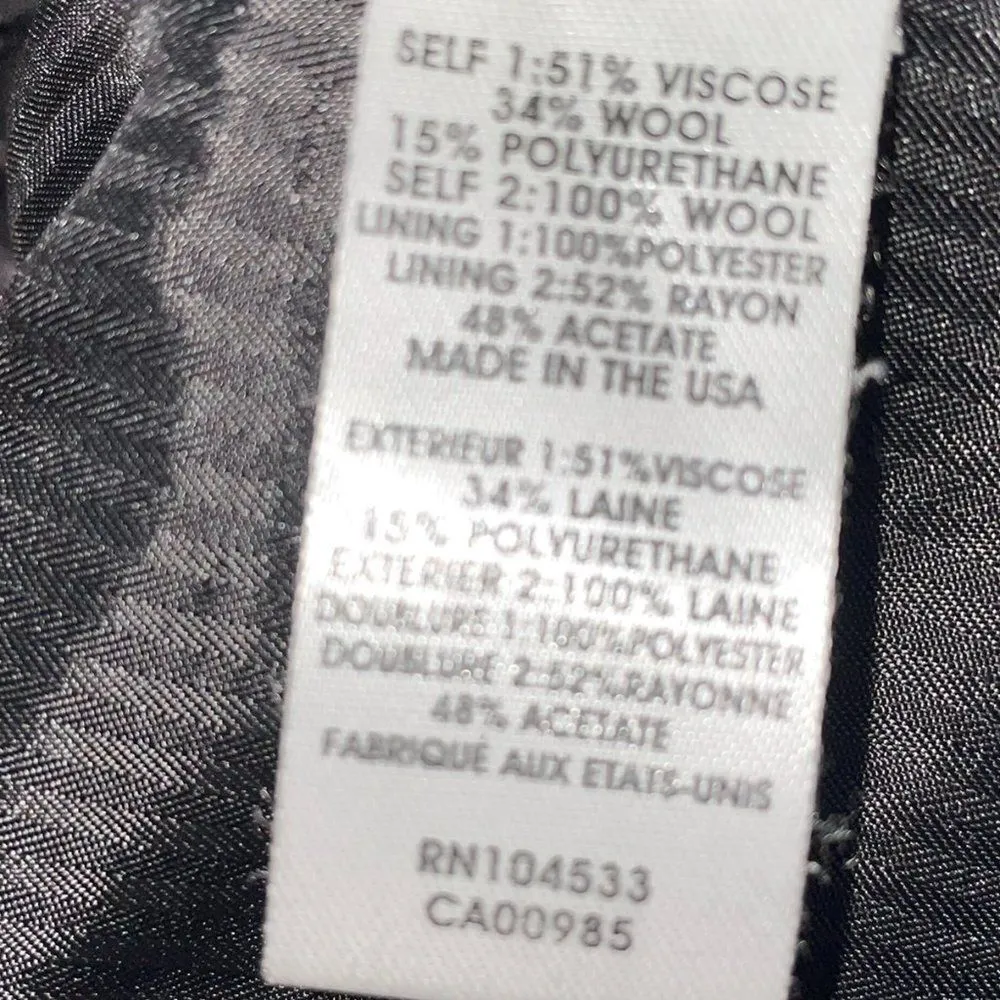 SELF 1:51% VISCOSE
34% WOOL
15% POLYURETHANE
SELF 2:100% WOOL
LINING 1:100%POLYESTER
LINING 2:52% RAYON
48% ACETATE
MADE IN THE USA
EXTERIEUR 1:51%VISCOSE
34% LAINE
15% POLYURETHANE
EXTERIER 2:100% LAINE
DOUBLURE 1:100%POLYESTER
DOUBLURE 2:52%RAYONNE
48% ACETATE
FABRIQUÉ AUX ETATS-UNIS
RN104533
CA00985